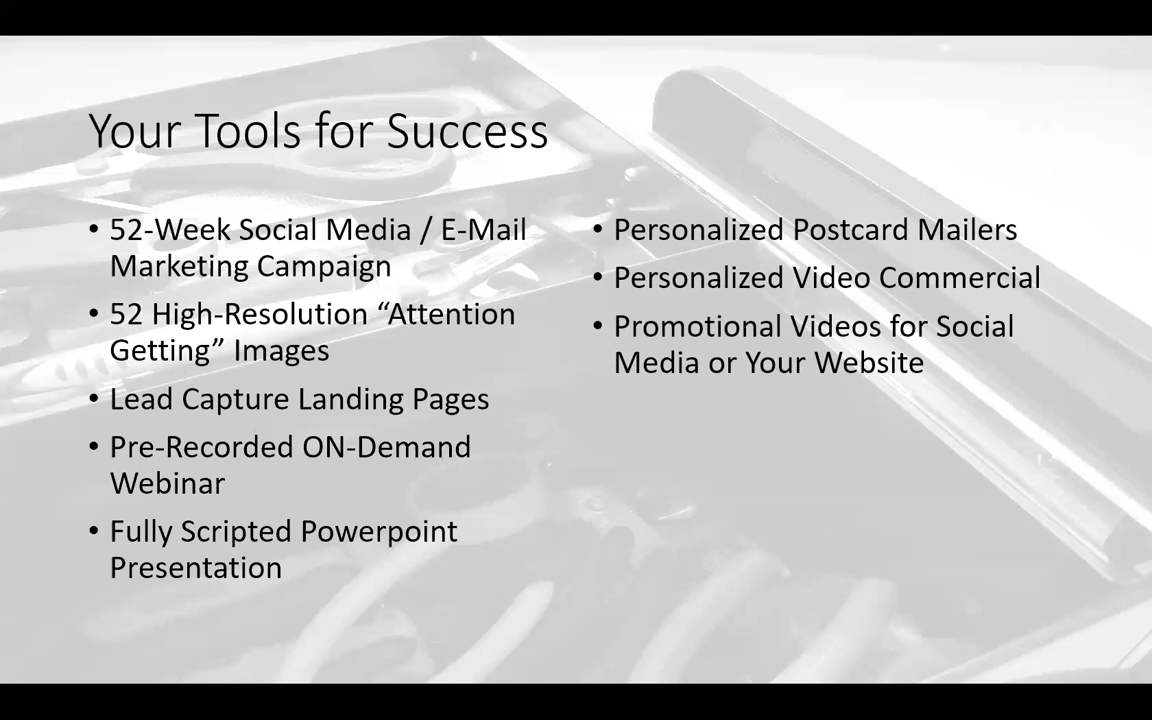 Your Tools for Success
• 52-Week Social Media / E-Mail
Marketing Campaign
• 52 High-Resolution “Attention
Getting” Images
• Lead Capture Landing Pages
• Pre-Recorded ON-Demand
Webinar
• Fully Scripted Powerpoint
Presentation
• Personalized Postcard Mailers
• Personalized Video Commercial
• Promotional Videos for Social
Media or Your Website